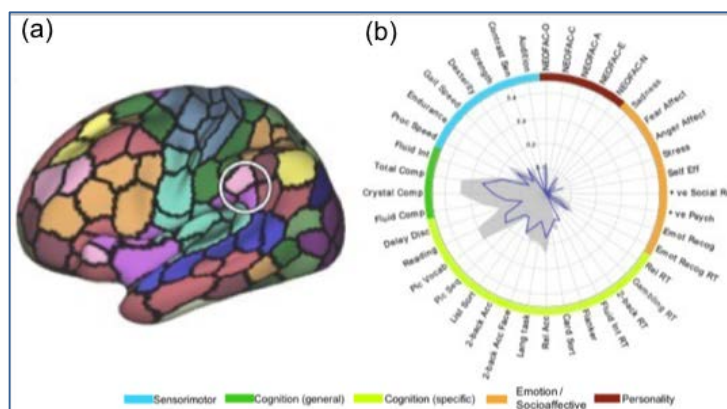 (a)
(b)
NEOFAC-O
NEOFAC-C
NEOFAC-A
NEOFAC-E
NEOFAC-N
Sadness
Fear Affect
Anger Affect
Stress
Self Eff
+ ve Social R
+ ve Psych
Emot Recog
Emot Recog RT
Rel RT
Gambling RT
2-back RT
Fluid Int RT
Flanker
Card Sort
Rel Acc
Lang task
2-back Acc Face
2-back Acc
List Sort
Pic Seq
Pic Vocab
Reading
Delay Disc
Fluid Comp
Crystal Comp
Total Comp
Fluid Int
Proc Speed
Endurance
Gait Speed
Dexterity
Strength
Contrast Sen
Audition
Sensorimotor
Cognition (general)
Cognition (specific)
Emotion /
Socioaffective
Personality